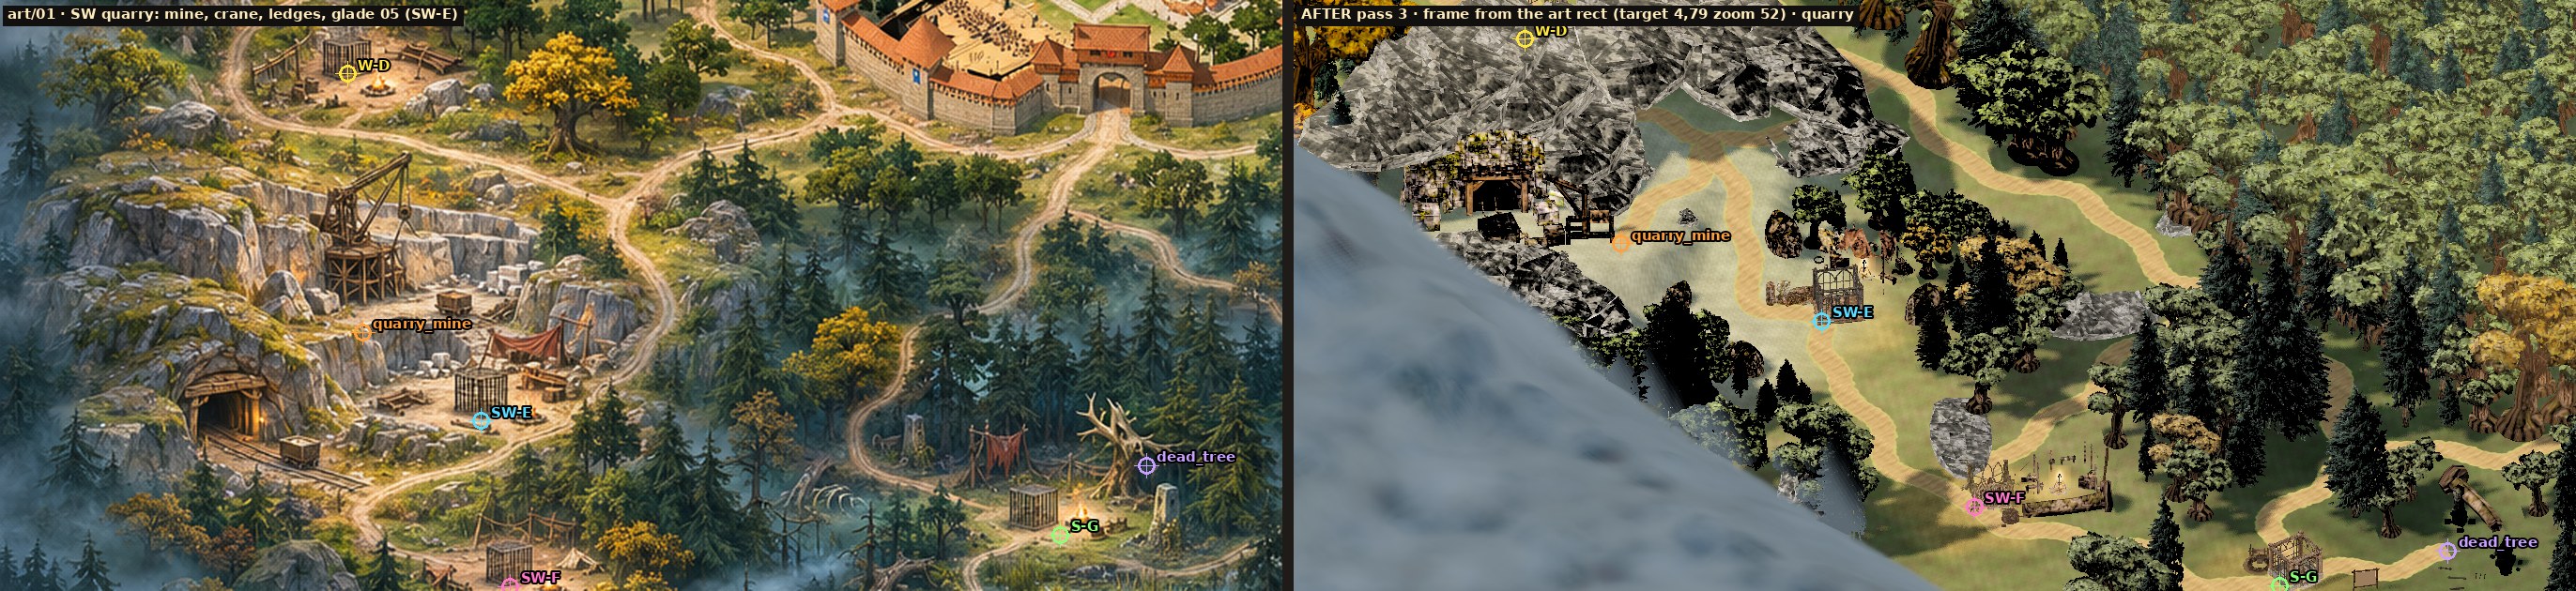 art/01 · SW quarry: mine, crane, ledges, glade 05 (SW-E)
W-D
quarry_mine
SW-E
dead_tree
S-G
SW-F
AFTER pass 3 · frame from the art rect (target 4,79 zoom 52) · quarry
W-D
quarry_mine
SW-E
SW-F
dead_tree
S-G